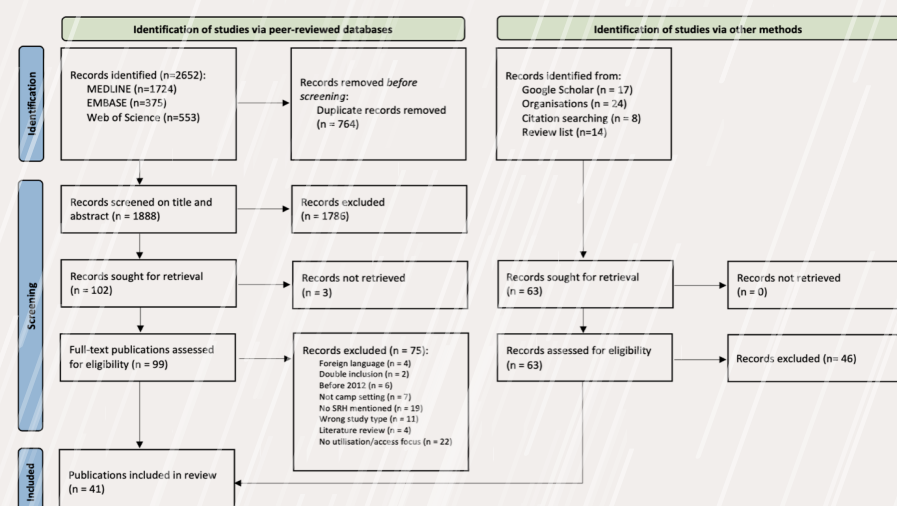 Identification of studies via peer-reviewed databases
Identification of studies via other methods
Identification
Records identified (n=2652):
MEDLINE (n=1724)
EMBASE (n=375)
Web of Science (n=553)
Records removed before
screening:
Duplicate records removed
(n = 764)
Records identified from:
Google Scholar (n = 17)
Organisations (n = 24)
Citation searching (n = 8)
Review list (n=14)
Screening
Records screened on title and
abstract (n = 1888)
Records excluded
(n = 1786)
Records sought for retrieval
(n = 102)
Records not retrieved
(n = 3)
Records sought for retrieval
(n = 63)
Records not retrieved
(n = 0)
Full-text publications assessed
for eligibility (n = 99)
Records excluded (n = 75):
Foreign language (n = 4)
Double inclusion (n = 2)
Before 2012 (n = 6)
Not camp setting (n = 7)
No SRH mentioned (n = 19)
Wrong study type (n = 11)
Literature review (n = 4)
No utilisation/access focus (n = 22)
Records assessed for eligibility
(n = 63)
Records excluded (n= 46)
Included
Publications included in review
(n = 41)